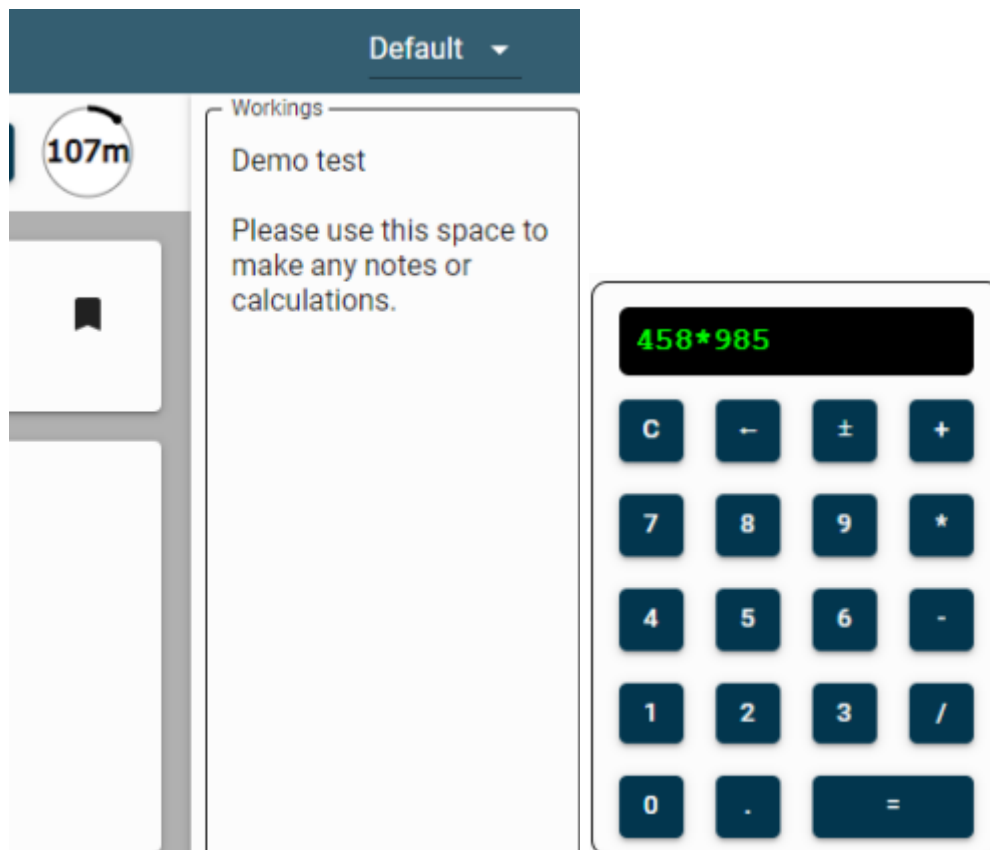 Default
107m
Workings
Demo test
Please use this space to
make any notes or
calculations.
458*985
C ← ± +
7 8 9 *
4 5 6 -
1 2 3 /
0 . =